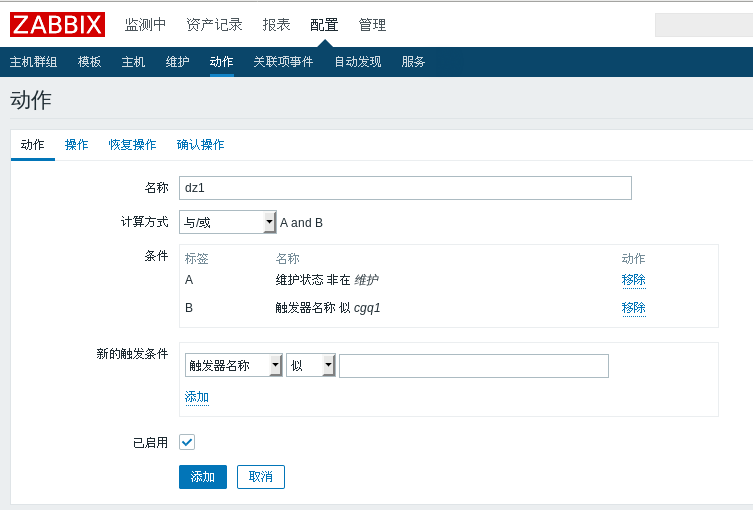 ZABBIX 监测中 资产记录 报表 配置 管理
主机群组 模板 主机 维护 动作 关联项事件 自动发现 服务
动作
动作 操作 恢复操作 确认操作
名称 dz1
计算方式 与/或 A and B
条件 标签 名称 动作
A 维护状态 非在 维护 移除
B 触发器名称 似 cgq1 移除
新的触发条件 触发器名称 似
添加
已启用
添加 取消